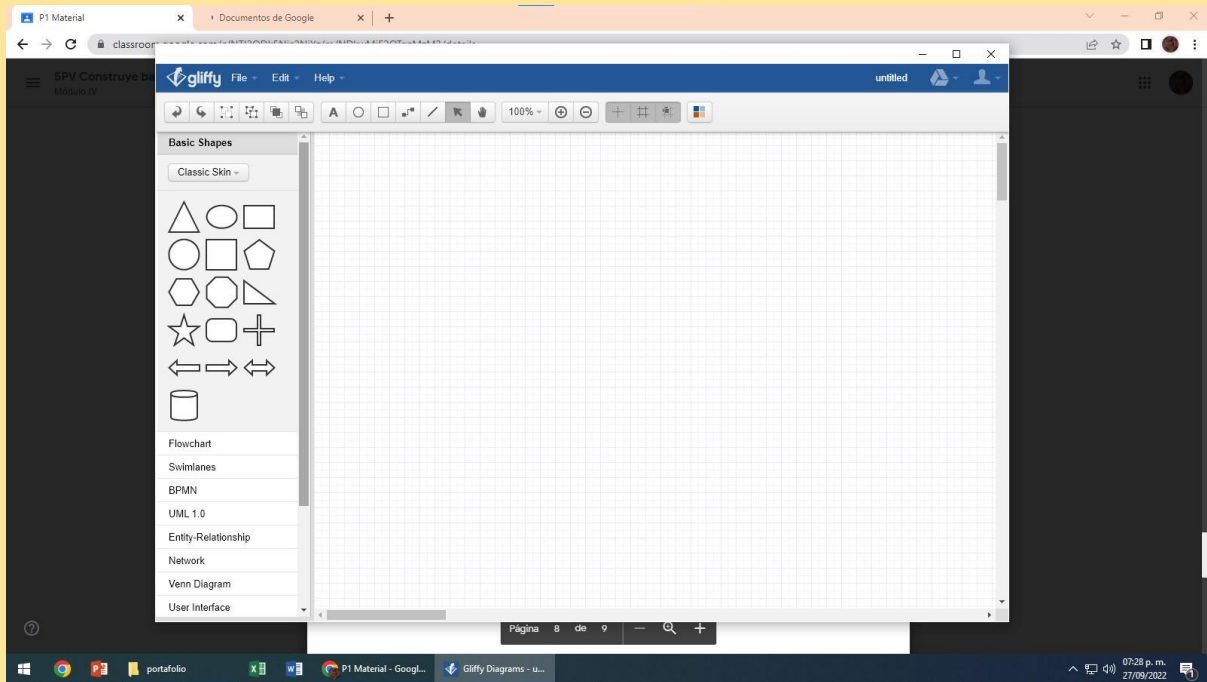 P1 Material
Documentos de Google
5PV Construye ba
Módulo IV
gliffy File Edit Help untitled
A 100%
Basic Shapes
Classic Skin
Flowchart
Swimlanes
BPMN
UML 1.0
Entity-Relationship
Network
Venn Diagram
User Interface
Página 8 de 9
portafolio
P1 Material - Googl...
Gliffy Diagrams - u...
07:28 p. m.
27/09/2022